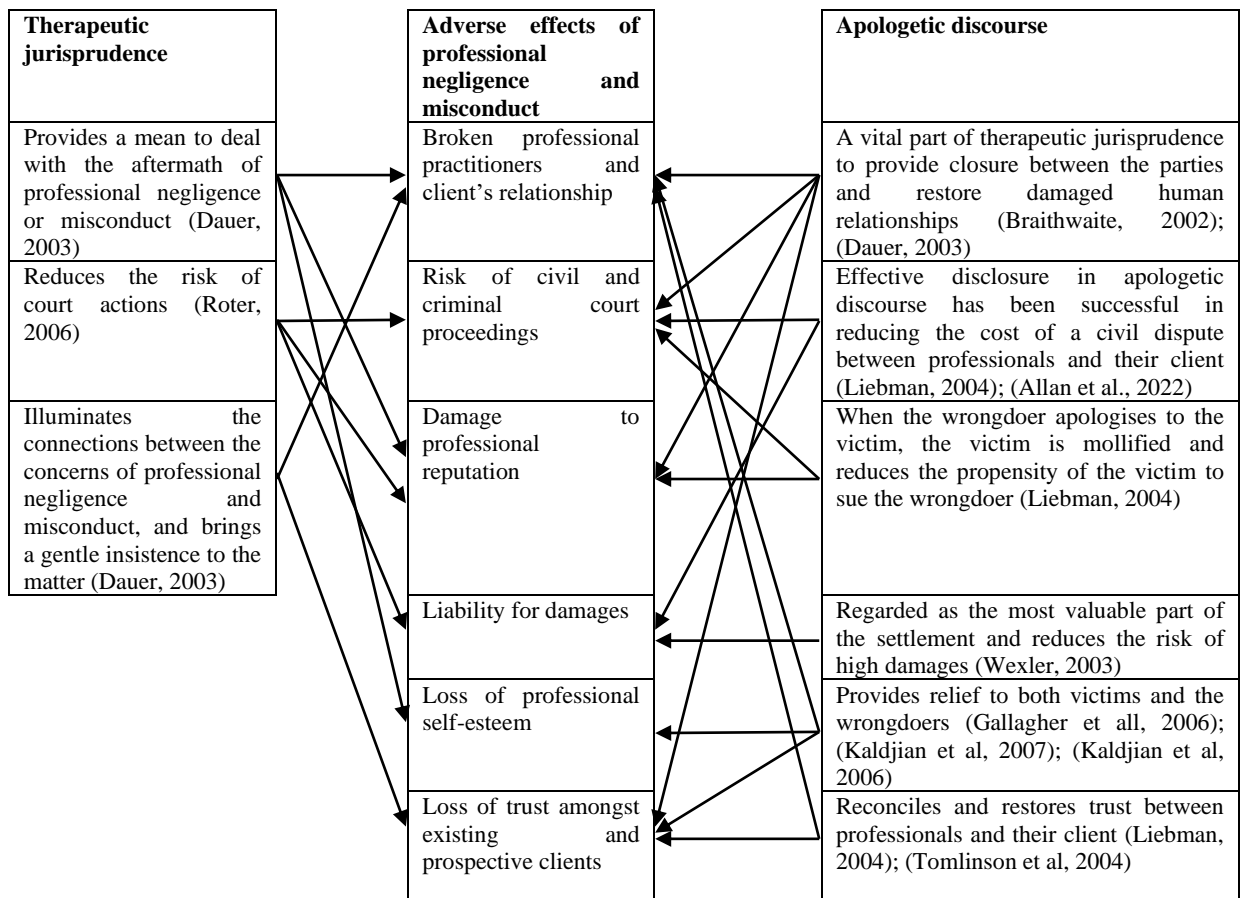 Therapeutic
jurisprudence
Adverse effects of
professional
negligence and
misconduct
Apologetic discourse
Provides a mean to deal
with the aftermath of
professional negligence
or misconduct (Dauer,
2003)
Broken professional
practitioners and
client’s relationship
A vital part of therapeutic jurisprudence
to provide closure between the parties
and restore damaged human
relationships (Braithwaite, 2002);
(Dauer, 2003)
Reduces the risk of
court actions (Roter,
2006)
Risk of civil and
criminal court
proceedings
Effective disclosure in apologetic
discourse has been successful in
reducing the cost of a civil dispute
between professionals and their client
(Liebman, 2004); (Allan et al., 2022)
Illuminates the
connections between the
concerns of professional
negligence and
misconduct, and brings
a gentle insistence to the
matter (Dauer, 2003)
Damage to
professional
reputation
When the wrongdoer apologises to the
victim, the victim is mollified and
reduces the propensity of the victim to
sue the wrongdoer (Liebman, 2004)
Liability for damages
Regarded as the most valuable part of
the settlement and reduces the risk of
high damages (Wexler, 2003)
Loss of professional
self-esteem
Provides relief to both victims and the
wrongdoers (Gallagher et all, 2006);
(Kaldjian et al, 2007); (Kaldjian et al,
2006)
Loss of trust amongst
existing and
prospective clients
Reconciles and restores trust between
professionals and their client (Liebman,
2004); (Tomlinson et al, 2004)